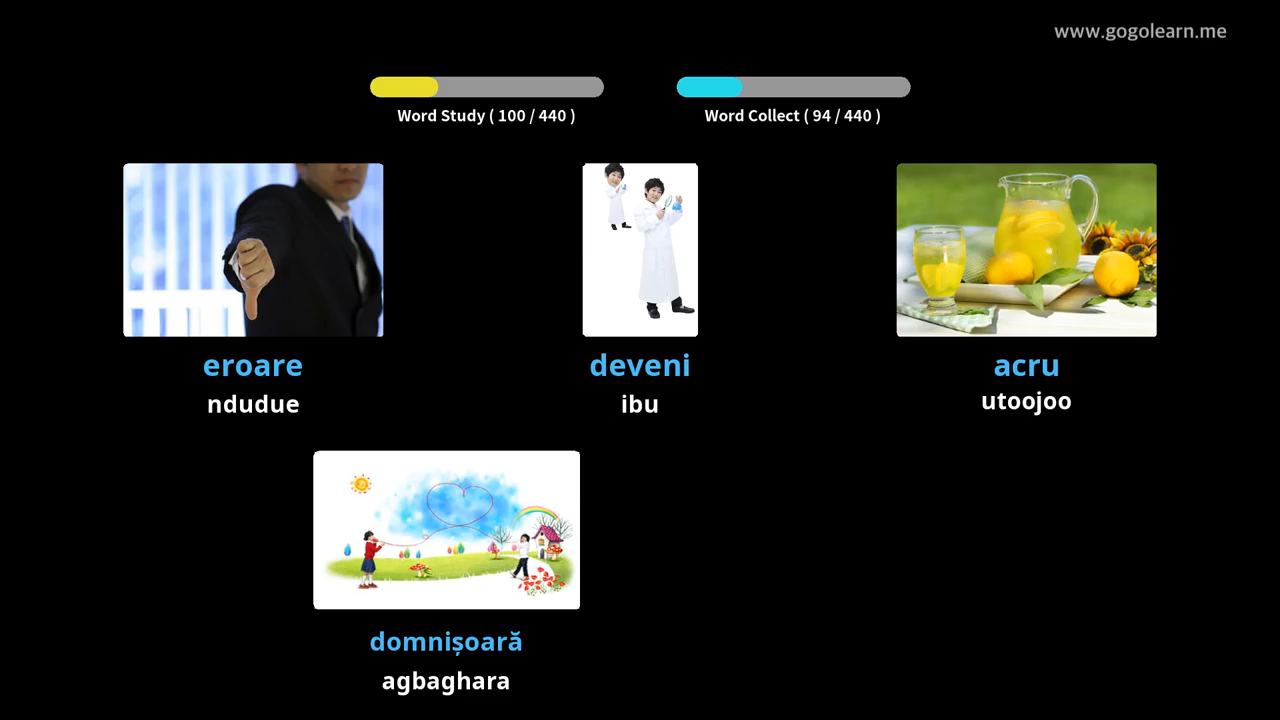 www.gogolearn.me
Word Study ( 100 / 440 )
Word Collect ( 94 / 440 )
eroare
ndudue
deveni
ibu
acru
utoojoo
domnișoară
agbaghara